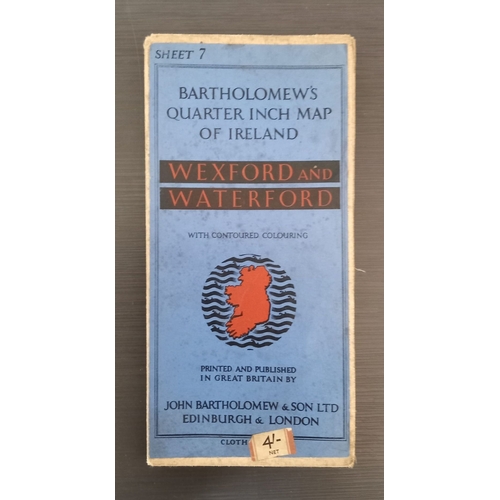 SHEET 7
BARTHOLOMEW'S
QUARTER INCH MAP
OF IRELAND
WEXFORD AND
WATERFORD
WITH CONTOURED COLOURING
PRINTED AND PUBLISHED
IN GREAT BRITAIN BY
JOHN BARTHOLOMEW & SON LTD
EDINBURGH & LONDON
CLOTH
4/-
NET